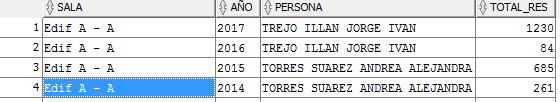 SALA AÑO PERSONA TOTAL_RES
1 Edif A - A 2017 TREJO ILLAN JORGE IVAN 1230
2 Edif A - A 2016 TREJO ILLAN JORGE IVAN 84
3 Edif A - A 2015 TORRES SUAREZ ANDREA ALEJANDRA 685
4 Edif A - A 2014 TORRES SUAREZ ANDREA ALEJANDRA 261